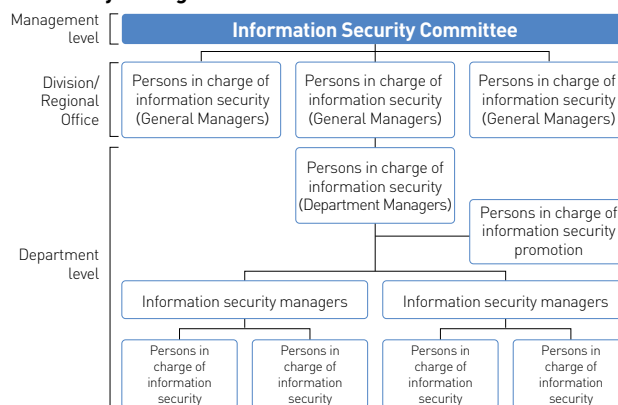 Management
level
Information Security Committee
Division/
Regional
Office
Persons in charge of
information security
(General Managers)
Persons in charge of
information security
(General Managers)
Persons in charge of
information security
(General Managers)
Department
level
Persons in charge of
information security
(Department Managers)
Persons in charge of
information security
promotion
Information security managers
Information security managers
Persons in
charge of
information
security
Persons in
charge of
information
security
Persons in
charge of
information
security
Persons in
charge of
information
security